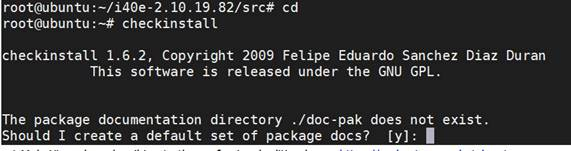 root@ubuntu:~/i40e-2.10.19.82/src# cd
root@ubuntu:~# checkinstall
checkinstall 1.6.2, Copyright 2009 Felipe Eduardo Sanchez Diaz Duran
This software is released under the GNU GPL.
The package documentation directory ./doc-pak does not exist.
Should I create a default set of package docs?  [y]: